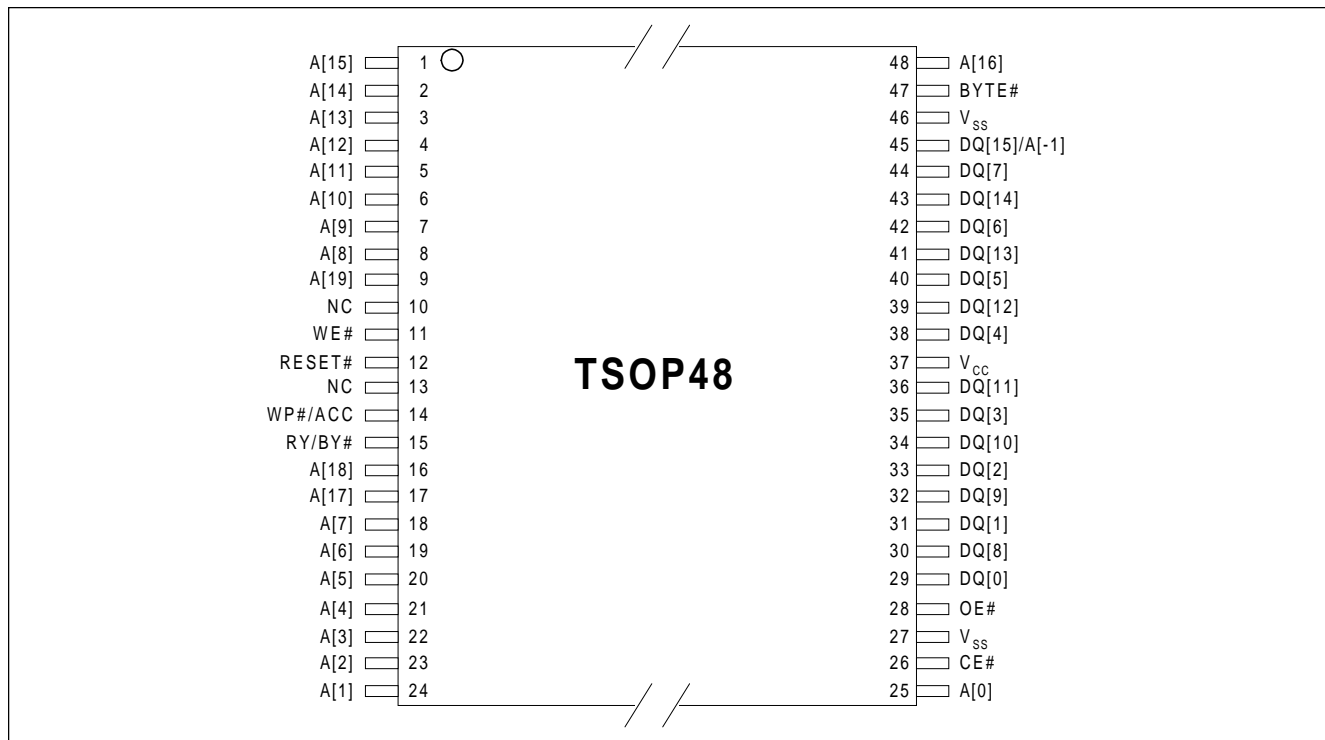 A[15] 1 48 A[16]
A[14] 2 47 BYTE#
A[13] 3 46 VSS
A[12] 4 45 DQ[15]/A[-1]
A[11] 5 44 DQ[7]
A[10] 6 43 DQ[14]
A[9] 7 42 DQ[6]
A[8] 8 41 DQ[13]
A[19] 9 40 DQ[5]
NC 10 39 DQ[12]
WE# 11 38 DQ[4]
RESET# 12 37 VCC
TSOP48
NC 13 36 DQ[11]
WP#/ACC 14 35 DQ[3]
RY/BY# 15 34 DQ[10]
A[18] 16 33 DQ[2]
A[17] 17 32 DQ[9]
A[7] 18 31 DQ[1]
A[6] 19 30 DQ[8]
A[5] 20 29 DQ[0]
A[4] 21 28 OE#
A[3] 22 27 VSS
A[2] 23 26 CE#
A[1] 24 25 A[0]